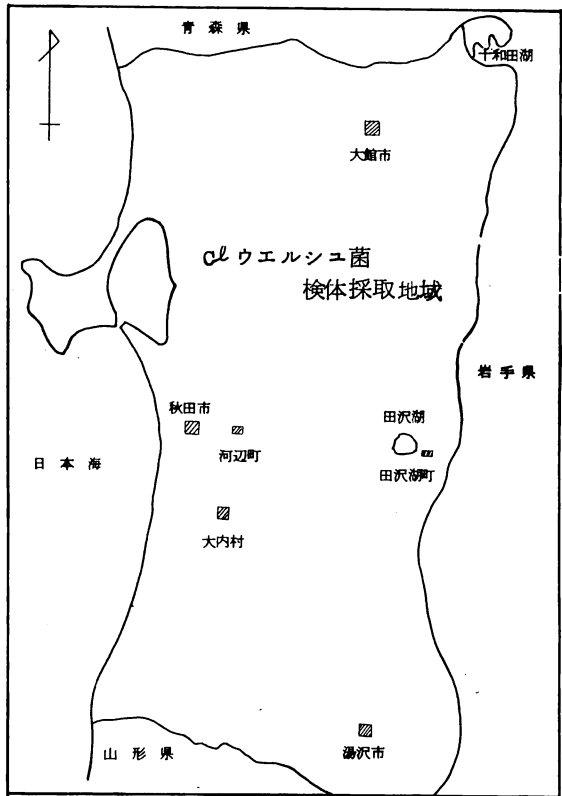 青森県
十和田湖
大館市
Cl ウエルシュ菌
検体採取地域
岩手県
秋田市
田沢湖
河辺町
日本海
田沢湖町
大内村
山形県
湯沢市